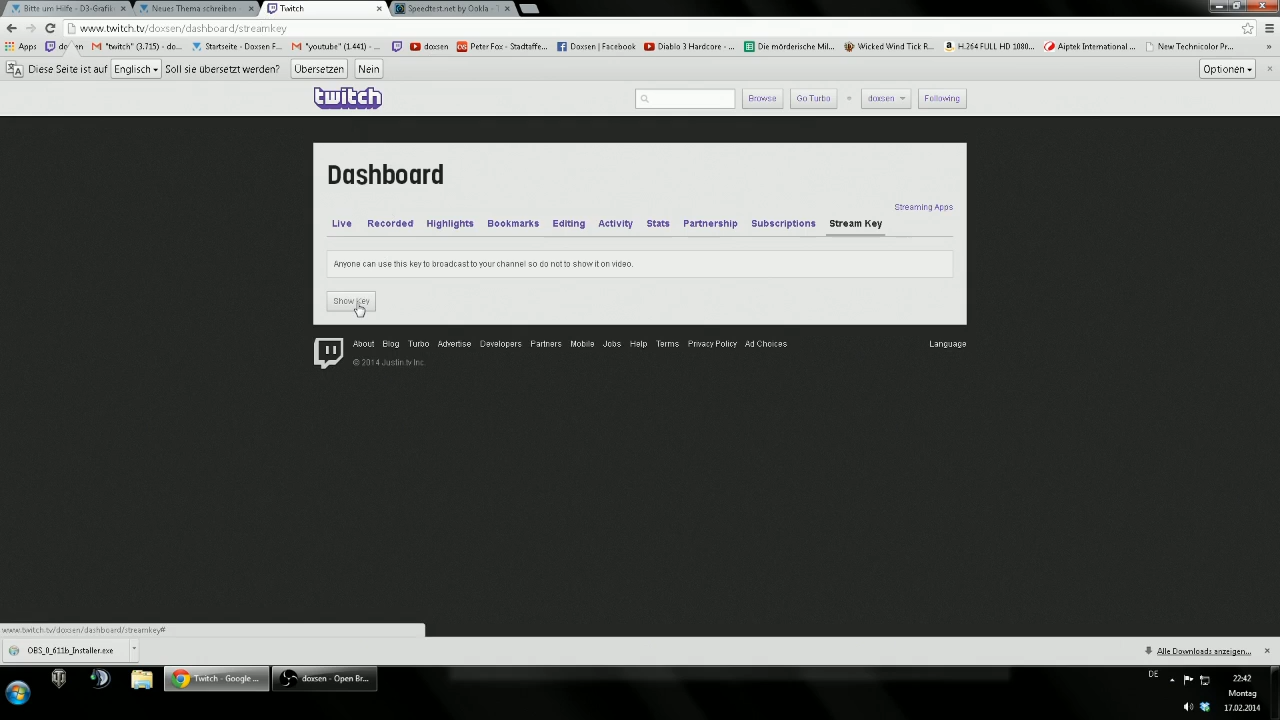 Bitte um Hilfe - D3-Grafik
Neues Thema schreiben -
Twitch
Speedtest.net by Ookla - T
www.twitch.tv/doxsen/dashboard/streamkey
Apps
"twitch" (3.715) - do...
Startseite - Doxsen F...
"youtube" (1.441) - ...
doxsen
Peter Fox - Stadtaffe...
Doxsen | Facebook
Diablo 3 Hardcore - ...
Die mörderische Mil...
Wicked Wind Tick R...
H.264 FULL HD 1080...
Aiptek International ...
New Technicolor Pr...
Diese Seite ist auf Englisch Soll sie übersetzt werden? Übersetzen Nein Optionen
twitch
Browse Go Turbo doxsen Following
Dashboard
Streaming Apps
Live Recorded Highlights Bookmarks Editing Activity Stats Partnership Subscriptions Stream Key
Anyone can use this key to broadcast to your channel so do not to show it on video.
Show Key
About Blog Turbo Advertise Developers Partners Mobile Jobs Help Terms Privacy Policy Ad Choices Language
© 2014 Justin.tv Inc.
www.twitch.tv/doxsen/dashboard/streamkey#
OBS_0_611b_Installer.exe
Alle Downloads anzeigen...
Twitch - Google ...
doxsen - Open Br...
DE
22:42
Montag
17.02.2014